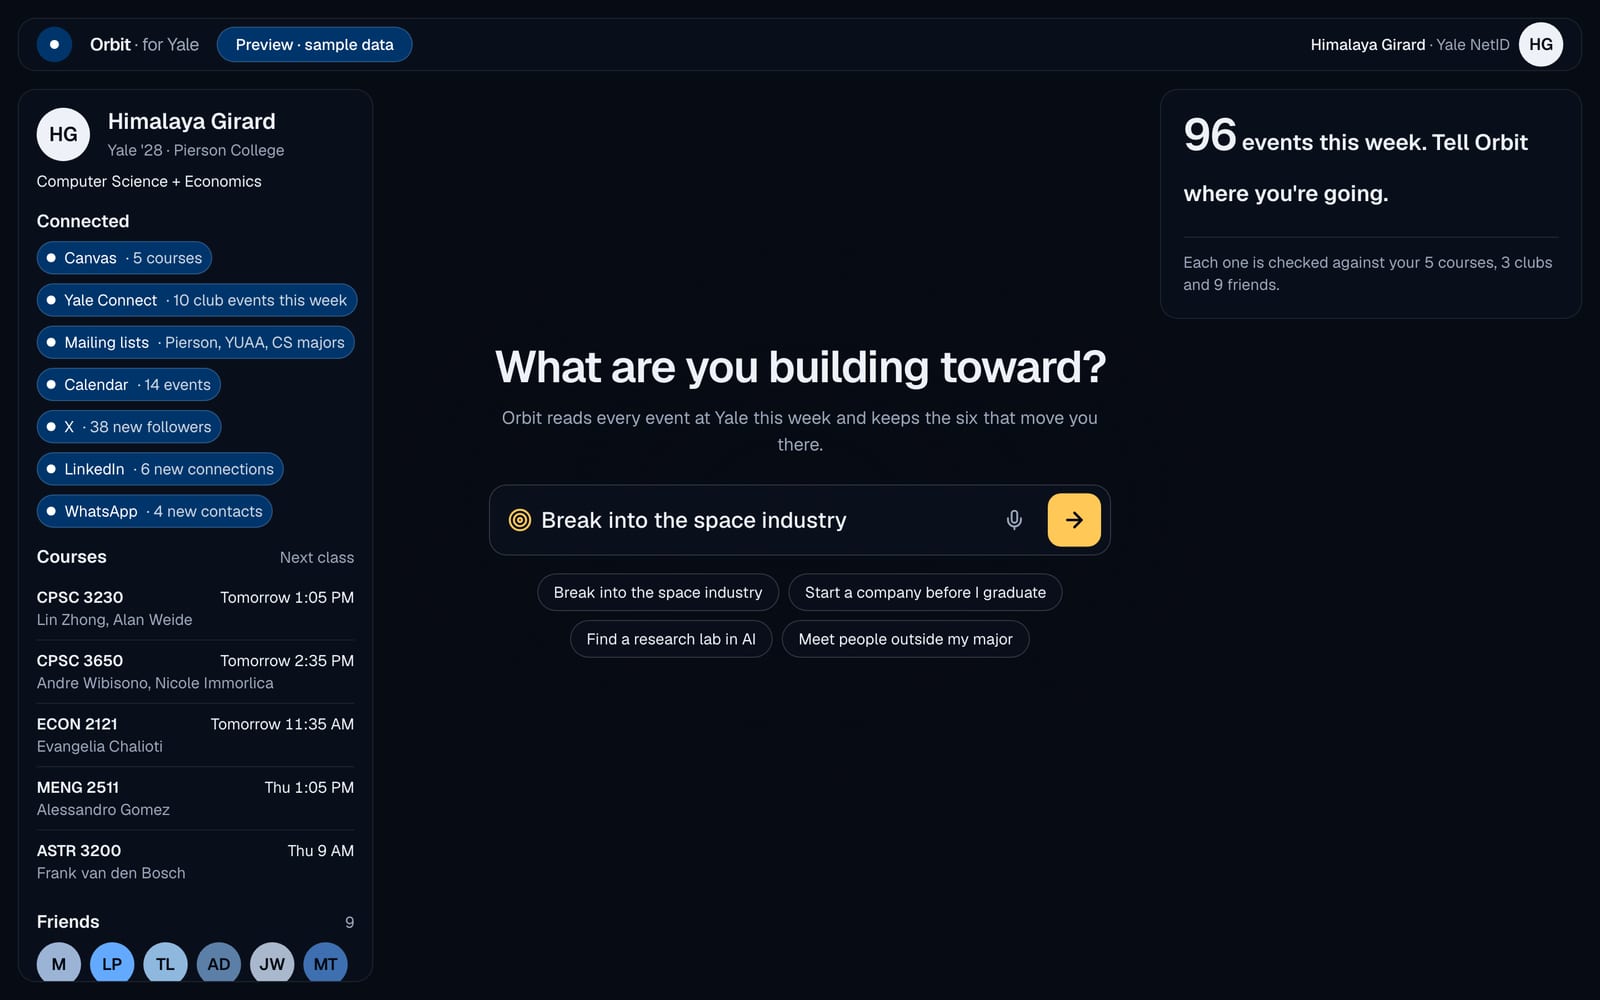 Orbit · for Yale
Preview · sample data
Himalaya Girard · Yale NetID
HG
HG
Himalaya Girard
Yale '28 · Pierson College
Computer Science + Economics
Connected
Canvas · 5 courses
Yale Connect · 10 club events this week
Mailing lists · Pierson, YUAA, CS majors
Calendar · 14 events
X · 38 new followers
LinkedIn · 6 new connections
WhatsApp · 4 new contacts
Courses
Next class
CPSC 3230
Tomorrow 1:05 PM
Lin Zhong, Alan Weide
CPSC 3650
Tomorrow 2:35 PM
Andre Wibisono, Nicole Immorlica
ECON 2121
Tomorrow 11:35 AM
Evangelia Chalioti
MENG 2511
Thu 1:05 PM
Alessandro Gomez
ASTR 3200
Thu 9 AM
Frank van den Bosch
Friends
9
M
LP
TL
AD
JW
MT
What are you building toward?
Orbit reads every event at Yale this week and keeps the six that move you
there.
Break into the space industry
Break into the space industry
Start a company before I graduate
Find a research lab in AI
Meet people outside my major
96 events this week. Tell Orbit
where you're going.
Each one is checked against your 5 courses, 3 clubs
and 9 friends.